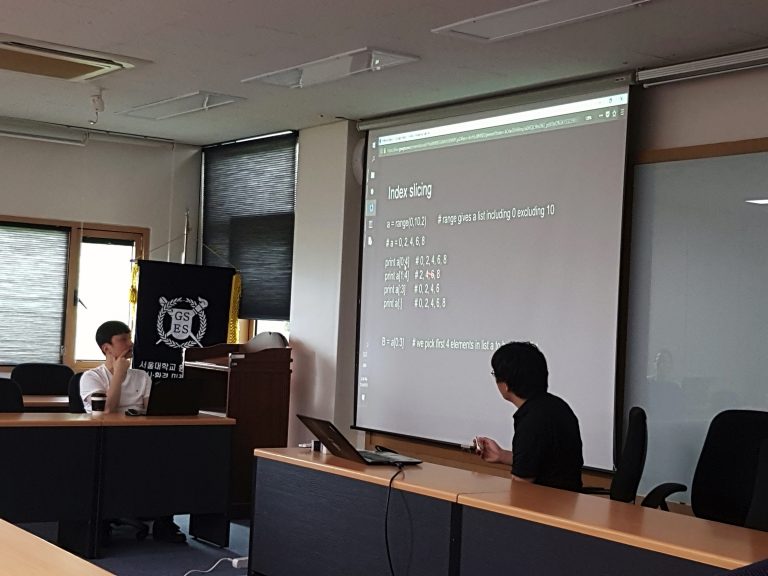 Index slicing
a = range(0,10,2) # range gives a list including 0 excluding 10
# a = 0, 2, 4, 6, 8
print a[0:4] # 0, 2, 4, 6, 8
print a[1:4] # 2, 4, 6, 8
print a[:3] # 0, 2, 4, 6
print a[:] # 0, 2, 4, 6, 8
B = a[0:3] # we pick first 4 elements in list a to
GS
ES
서울대학교